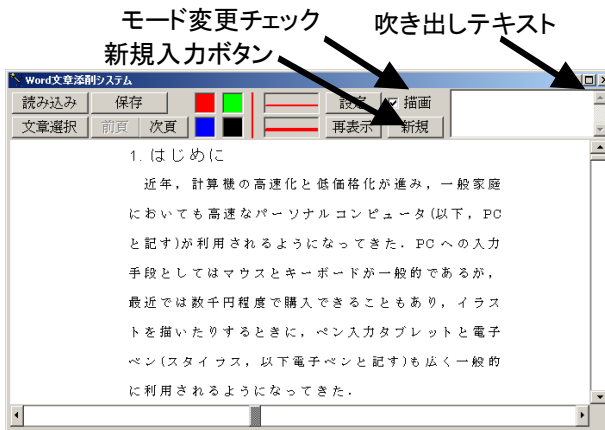 モード変更チェック
吹き出しテキスト
新規入力ボタン
Word文章添削システム
読み込み 保存 設定 描画
文章選択 前頁 次頁 再表示 新規
1. はじめに
近年，計算機の高速化と低価格化が進み，一般家庭
においても高速なパーソナルコンピュータ(以下，PC
と記す)が利用されるようになってきた．PCへの入力
手段としてはマウスとキーボードが一般的であるが，
最近では数千円程度で購入できることもあり，イラス
トを描いたりするときに，ペン入力タブレットと電子
ペン(スタイラス，以下電子ペンと記す)も広く一般的
に利用されるようになってきた．